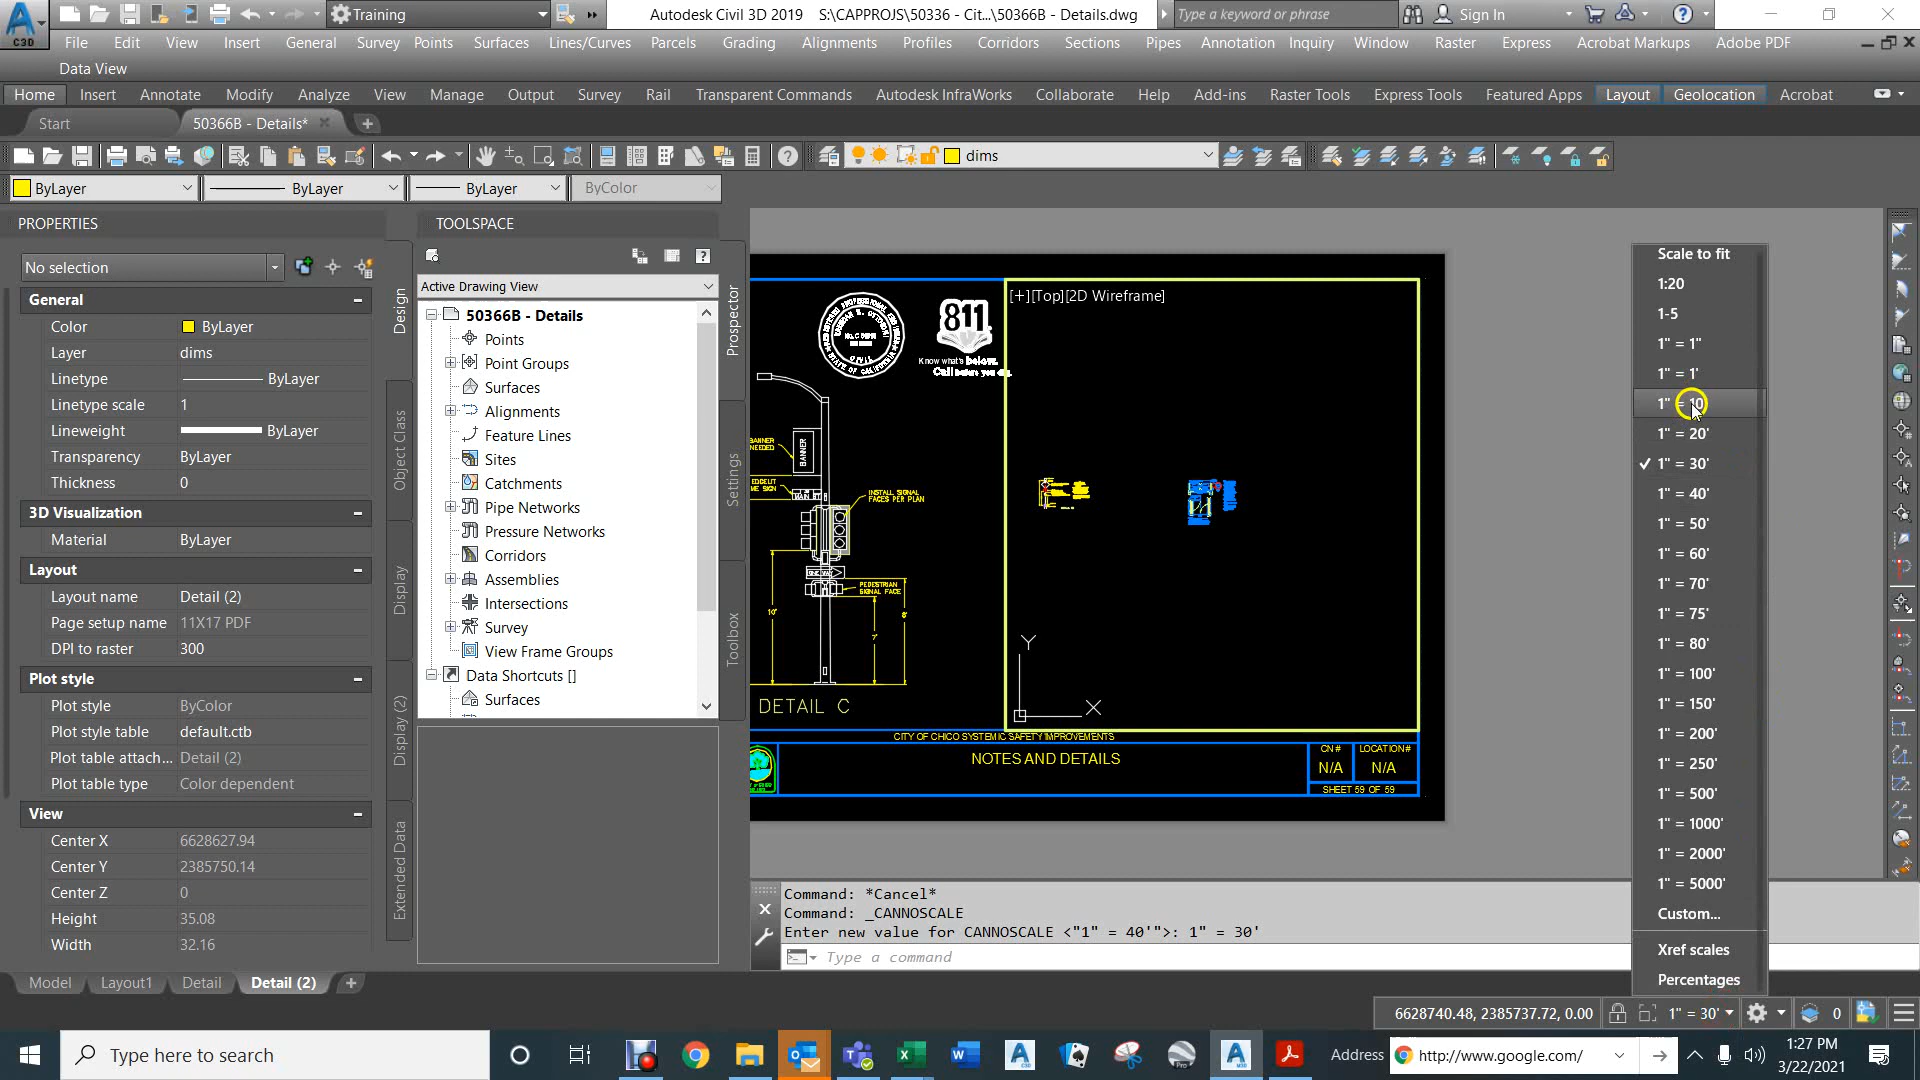 Training
Autodesk Civil 3D 2019 S:\CAPPROJS\50336 - Cit...\50366B - Details.dwg
Type a keyword or phrase
Sign In
C3D
File Edit View Insert General Survey Points Surfaces Lines/Curves Parcels Grading Alignments Profiles Corridors Sections Pipes Annotation Inquiry Window Raster Express Acrobat Markups Adobe PDF
Data View
Home Insert Annotate Modify Analyze View Manage Output Survey Rail Transparent Commands Autodesk InfraWorks Collaborate Help Add-ins Raster Tools Express Tools Featured Apps Layout Geolocation Acrobat
Start 50366B - Details*
dims
ByLayer ByLayer ByLayer ByColor
PROPERTIES
No selection
General
Color ByLayer
Layer dims
Linetype ByLayer
Linetype scale 1
Lineweight ByLayer
Transparency ByLayer
Thickness 0
3D Visualization
Material ByLayer
Layout
Layout name Detail (2)
Page setup name 11X17 PDF
DPI to raster 300
Plot style
Plot style ByColor
Plot style table default.ctb
Plot table attach... Detail (2)
Plot table type Color dependent
View
Center X 6628627.94
Center Y 2385750.14
Center Z 0
Height 35.08
Width 32.16
Design
Object Class
Display
Display (2)
Extended Data
TOOLSPACE
Active Drawing View
50366B - Details
Points
Point Groups
Surfaces
Alignments
Feature Lines
Sites
Catchments
Pipe Networks
Pressure Networks
Corridors
Assemblies
Intersections
Survey
View Frame Groups
Data Shortcuts []
Surfaces
Prospector
Settings
Toolbox
811
Know what's below.
Call before you dig.
[+][Top][2D Wireframe]
BANNER
NEEDED
BANNER
MAIN ST
INSTALL SIGNAL
FACES PER PLAN
PEDESTRIAN
SIGNAL FACE
10'
7'
8'
DETAIL C
Y
X
CITY OF CHICO SYSTEMIC SAFETY IMPROVEMENTS
NOTES AND DETAILS
CN #
N/A
LOCATION#
N/A
SHEET 59 OF 59
Scale to fit
1:20
1-5
1" = 1"
1" = 1'
1" = 10
1" = 20'
1" = 30'
1" = 40'
1" = 50'
1" = 60'
1" = 70'
1" = 75'
1" = 80'
1" = 100'
1" = 150'
1" = 200'
1" = 250'
1" = 500'
1" = 1000'
1" = 2000'
1" = 5000'
Custom...
Xref scales
Percentages
Command: *Cancel*
Command: _CANNOSCALE
Enter new value for CANNOSCALE <"1" = 40'">: 1" = 30'
Type a command
Model Layout1 Detail Detail (2)
6628740.48, 2385737.72, 0.00
1" = 30'
0
Type here to search
Address http://www.google.com/
1:27 PM
3/22/2021